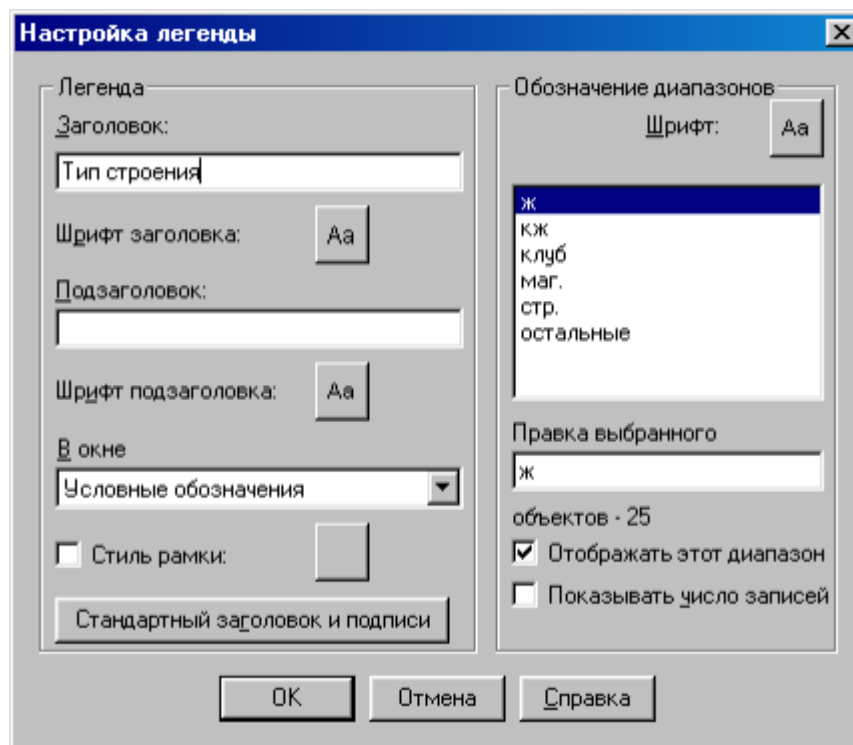 Настройка легенды
Легенда
Заголовок:
Тип строения
Шрифт заголовка:
Aa
Подзаголовок:
Шрифт подзаголовка:
Aa
В окне
Условные обозначения
Стиль рамки:
Стандартный заголовок и подписи
Обозначение диапазонов
Шрифт:
Aa
ж
кж
клуб
маг.
стр.
остальные
Правка выбранного
ж
объектов - 25
Отображать этот диапазон
Показывать число записей
OK
Отмена
Справка